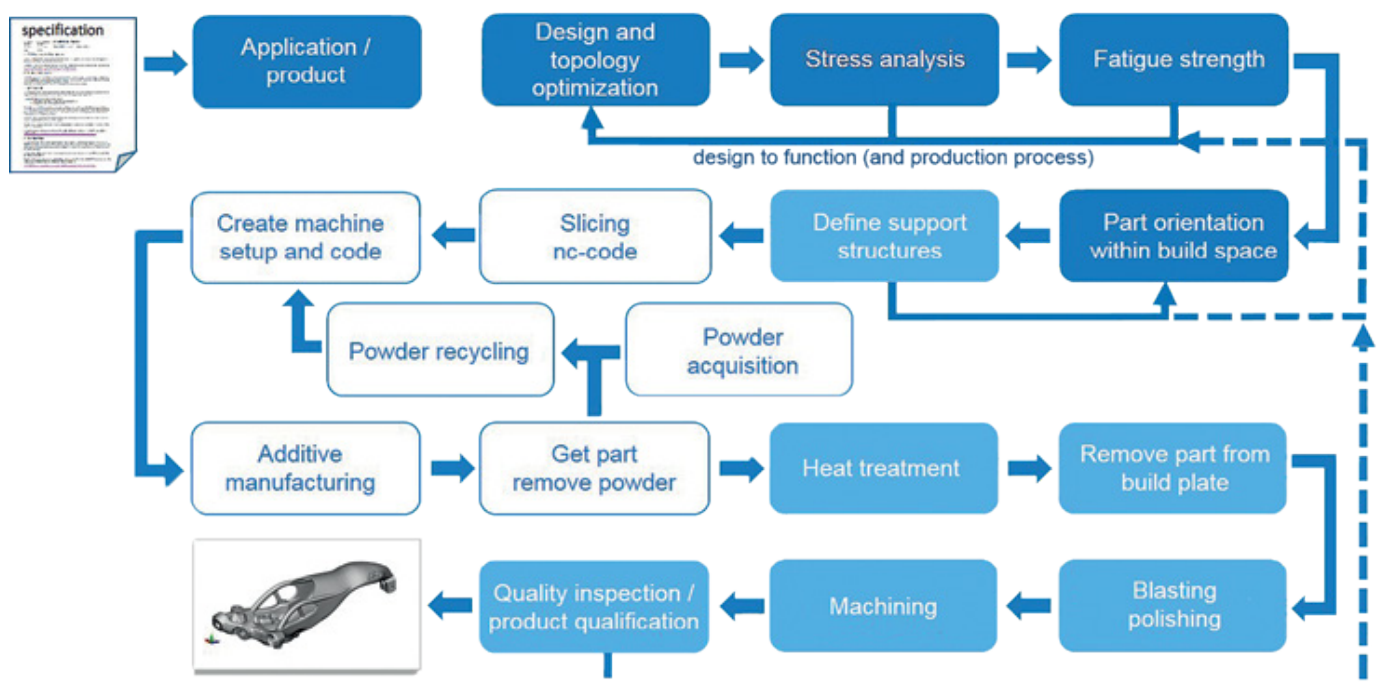 specification
Application /
product
Design and
topology
optimization
Stress analysis
Fatigue strength
design to function (and production process)
Create machine
setup and code
Slicing
nc-code
Define support
structures
Part orientation
within build space
Powder recycling
Powder
acquisition
Additive
manufacturing
Get part
remove powder
Heat treatment
Remove part from
build plate
Quality inspection /
product qualification
Machining
Blasting
polishing